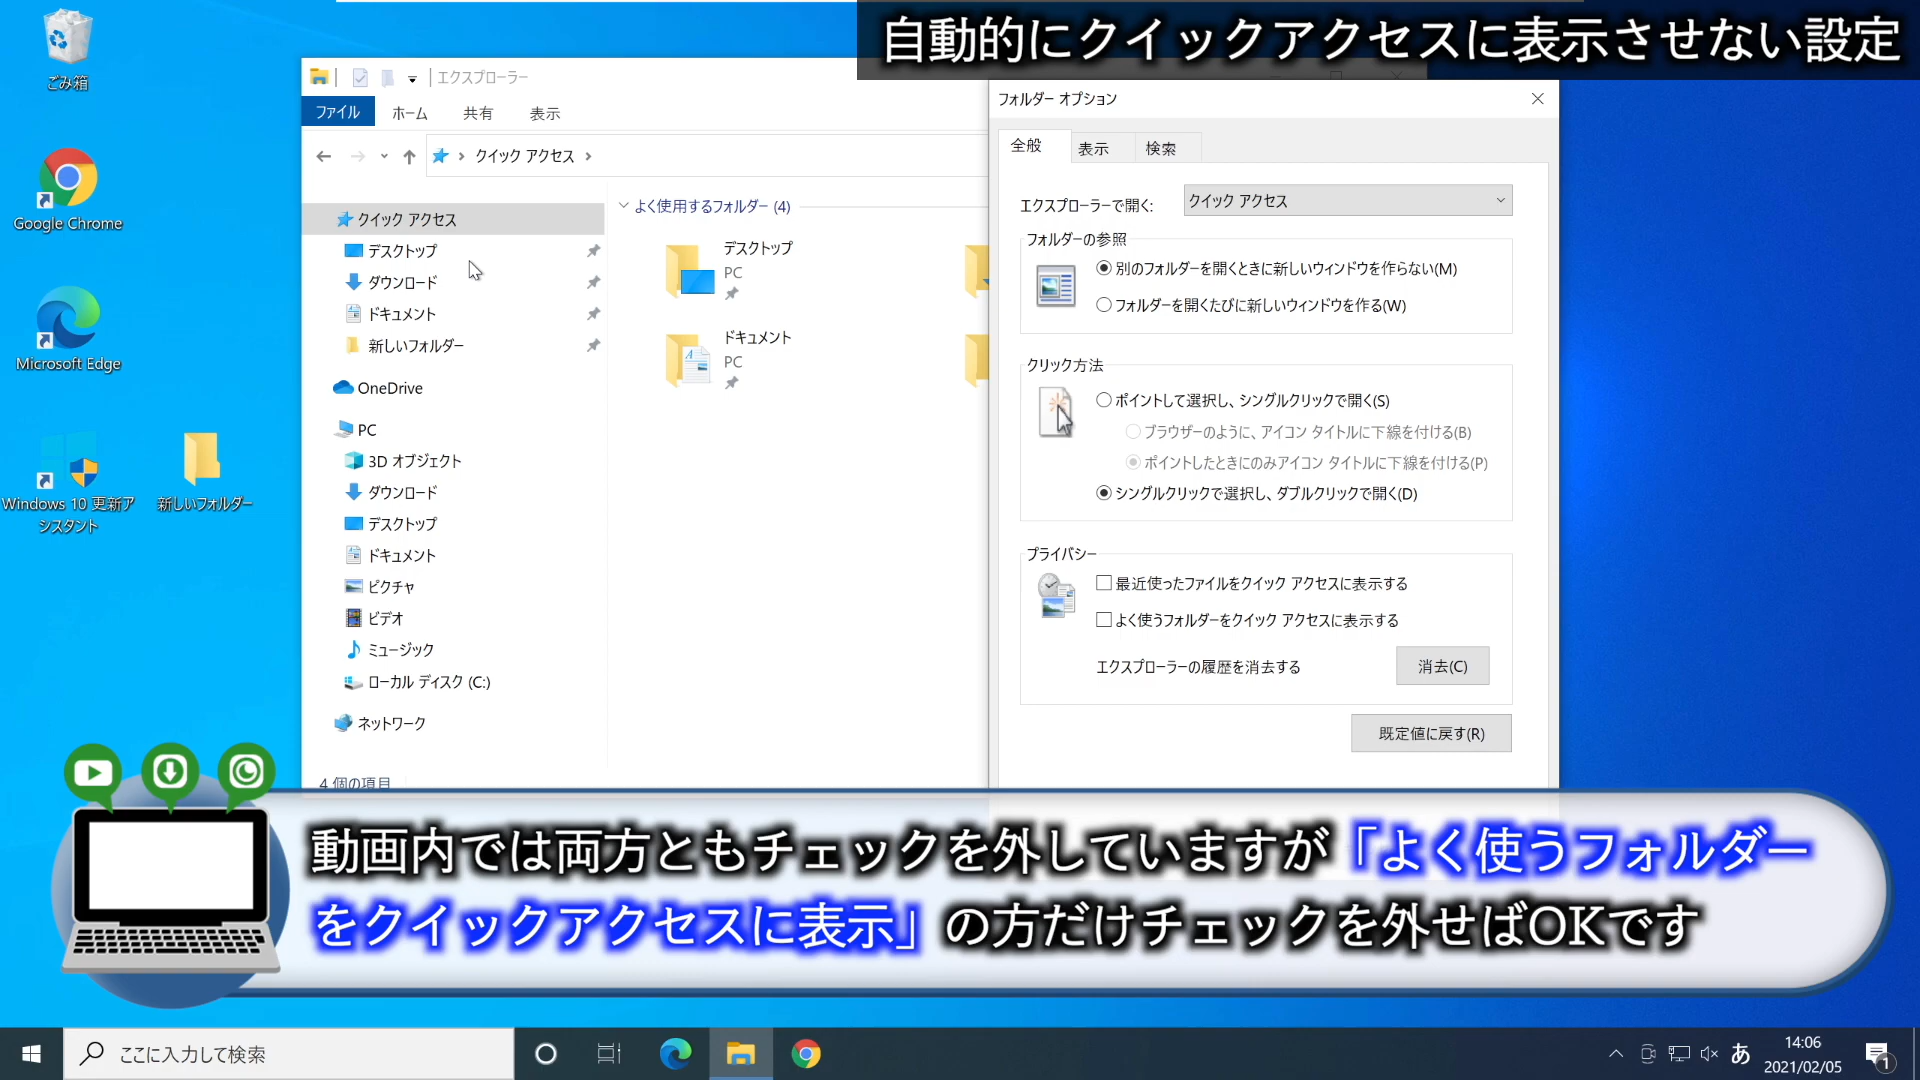 自動的にクイックアクセスに表示させない設定
ごみ箱
Google Chrome
Microsoft Edge
Windows 10 更新ア
シスタント
新しいフォルダー
エクスプローラー
ファイル
ホーム
共有
表示
クイック アクセス
クイック アクセス
デスクトップ
ダウンロード
ドキュメント
新しいフォルダー
OneDrive
PC
3D オブジェクト
ダウンロード
デスクトップ
ドキュメント
ピクチャ
ビデオ
ミュージック
ローカル ディスク (C:)
ネットワーク
4 個の項目
よく使用するフォルダー (4)
デスクトップ
PC
ドキュメント
PC
フォルダー オプション
全般
表示
検索
エクスプローラーで開く:
クイック アクセス
フォルダーの参照
別のフォルダーを開くときに新しいウィンドウを作らない(M)
フォルダーを開くたびに新しいウィンドウを作る(W)
クリック方法
ポイントして選択し、シングルクリックで開く(S)
ブラウザーのように、アイコン タイトルに下線を付ける(B)
ポイントしたときにのみアイコン タイトルに下線を付ける(P)
シングルクリックで選択し、ダブルクリックで開く(D)
プライバシー
最近使ったファイルをクイック アクセスに表示する
よく使うフォルダーをクイック アクセスに表示する
エクスプローラーの履歴を消去する
消去(C)
既定値に戻す(R)
動画内では両方ともチェックを外していますが「よく使うフォルダー
をクイックアクセスに表示」の方だけチェックを外せばOKです
ここに入力して検索
あ
14:06
2021/02/05
1